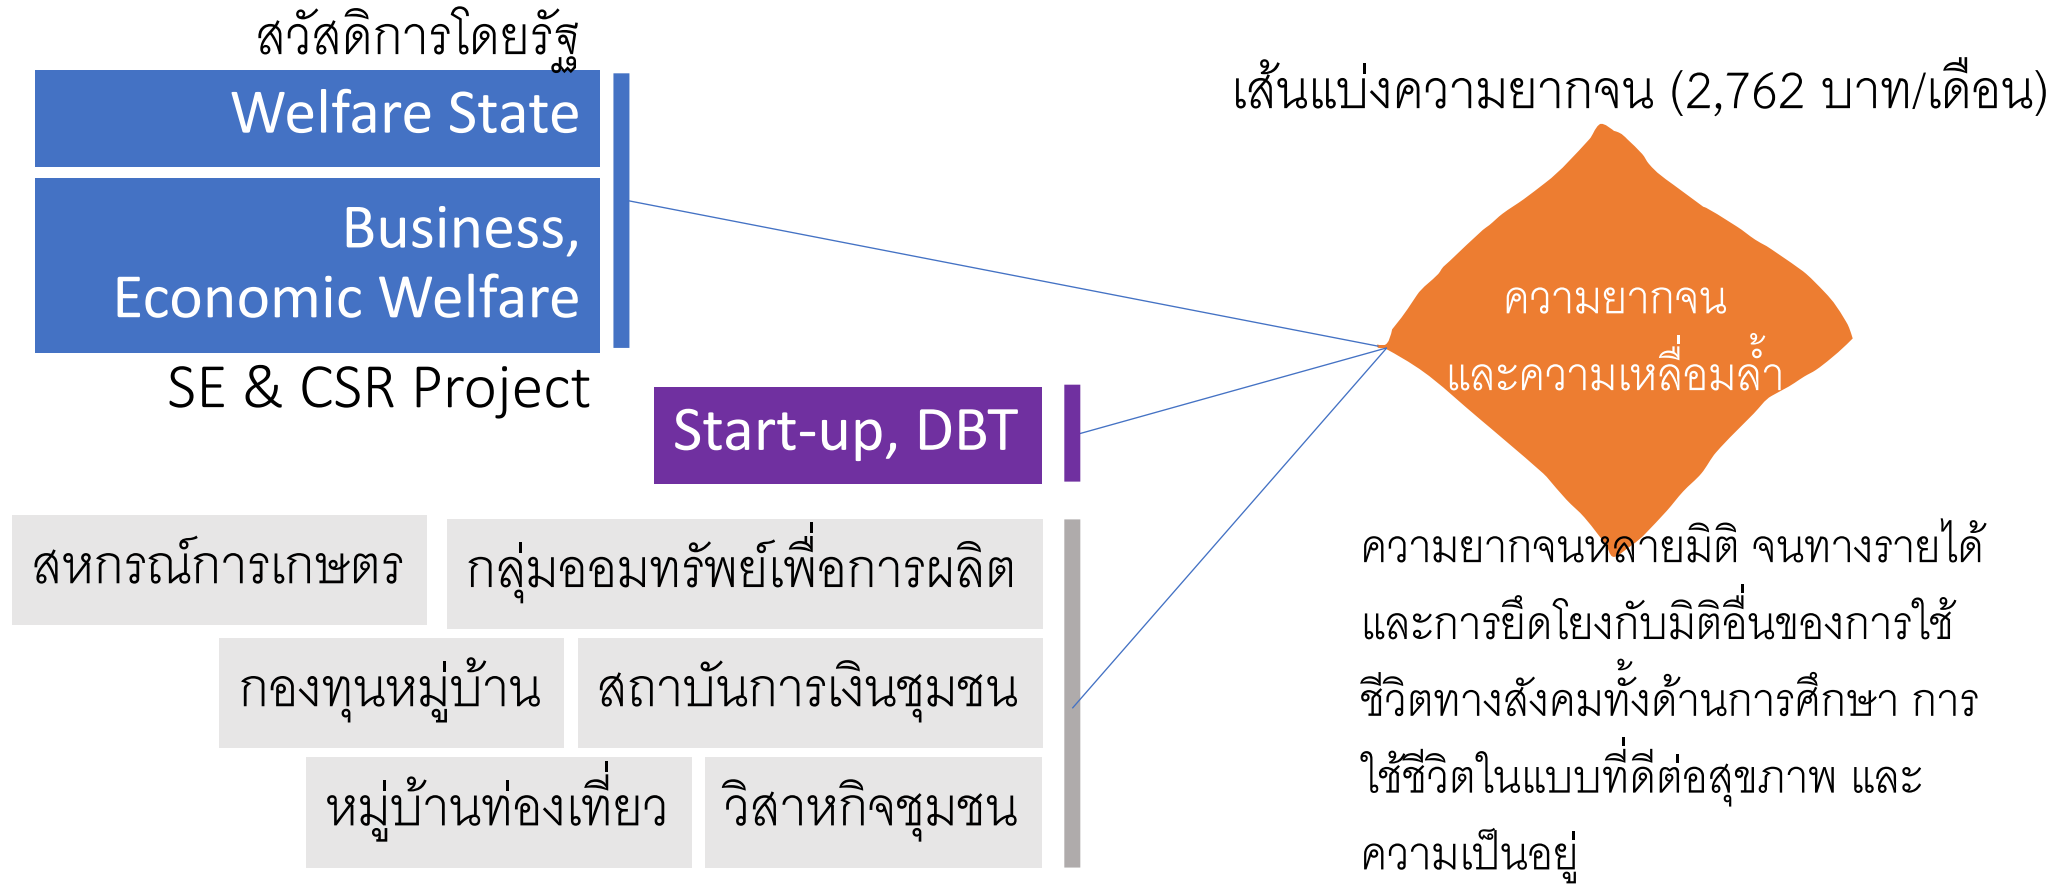 สวัสดิการโดยรัฐ
Welfare State
Business,
Economic Welfare
SE & CSR Project
Start-up, DBT
สหกรณ์การเกษตร
กลุ่มออมทรัพย์เพื่อการผลิต
กองทุนหมู่บ้าน
สถาบันการเงินชุมชน
หมู่บ้านท่องเที่ยว
วิสาหกิจชุมชน
เส้นแบ่งความยากจน (2,762 บาท/เดือน)
ความยากจน
และความเหลื่อมล้ำ
ความยากจนหลายมิติ จนทางรายได้
และการยึดโยงกับมิติอื่นของการใช้
ชีวิตทางสังคมทั้งด้านการศึกษา การ
ใช้ชีวิตในแบบที่ดีต่อสุขภาพ และ
ความเป็นอยู่